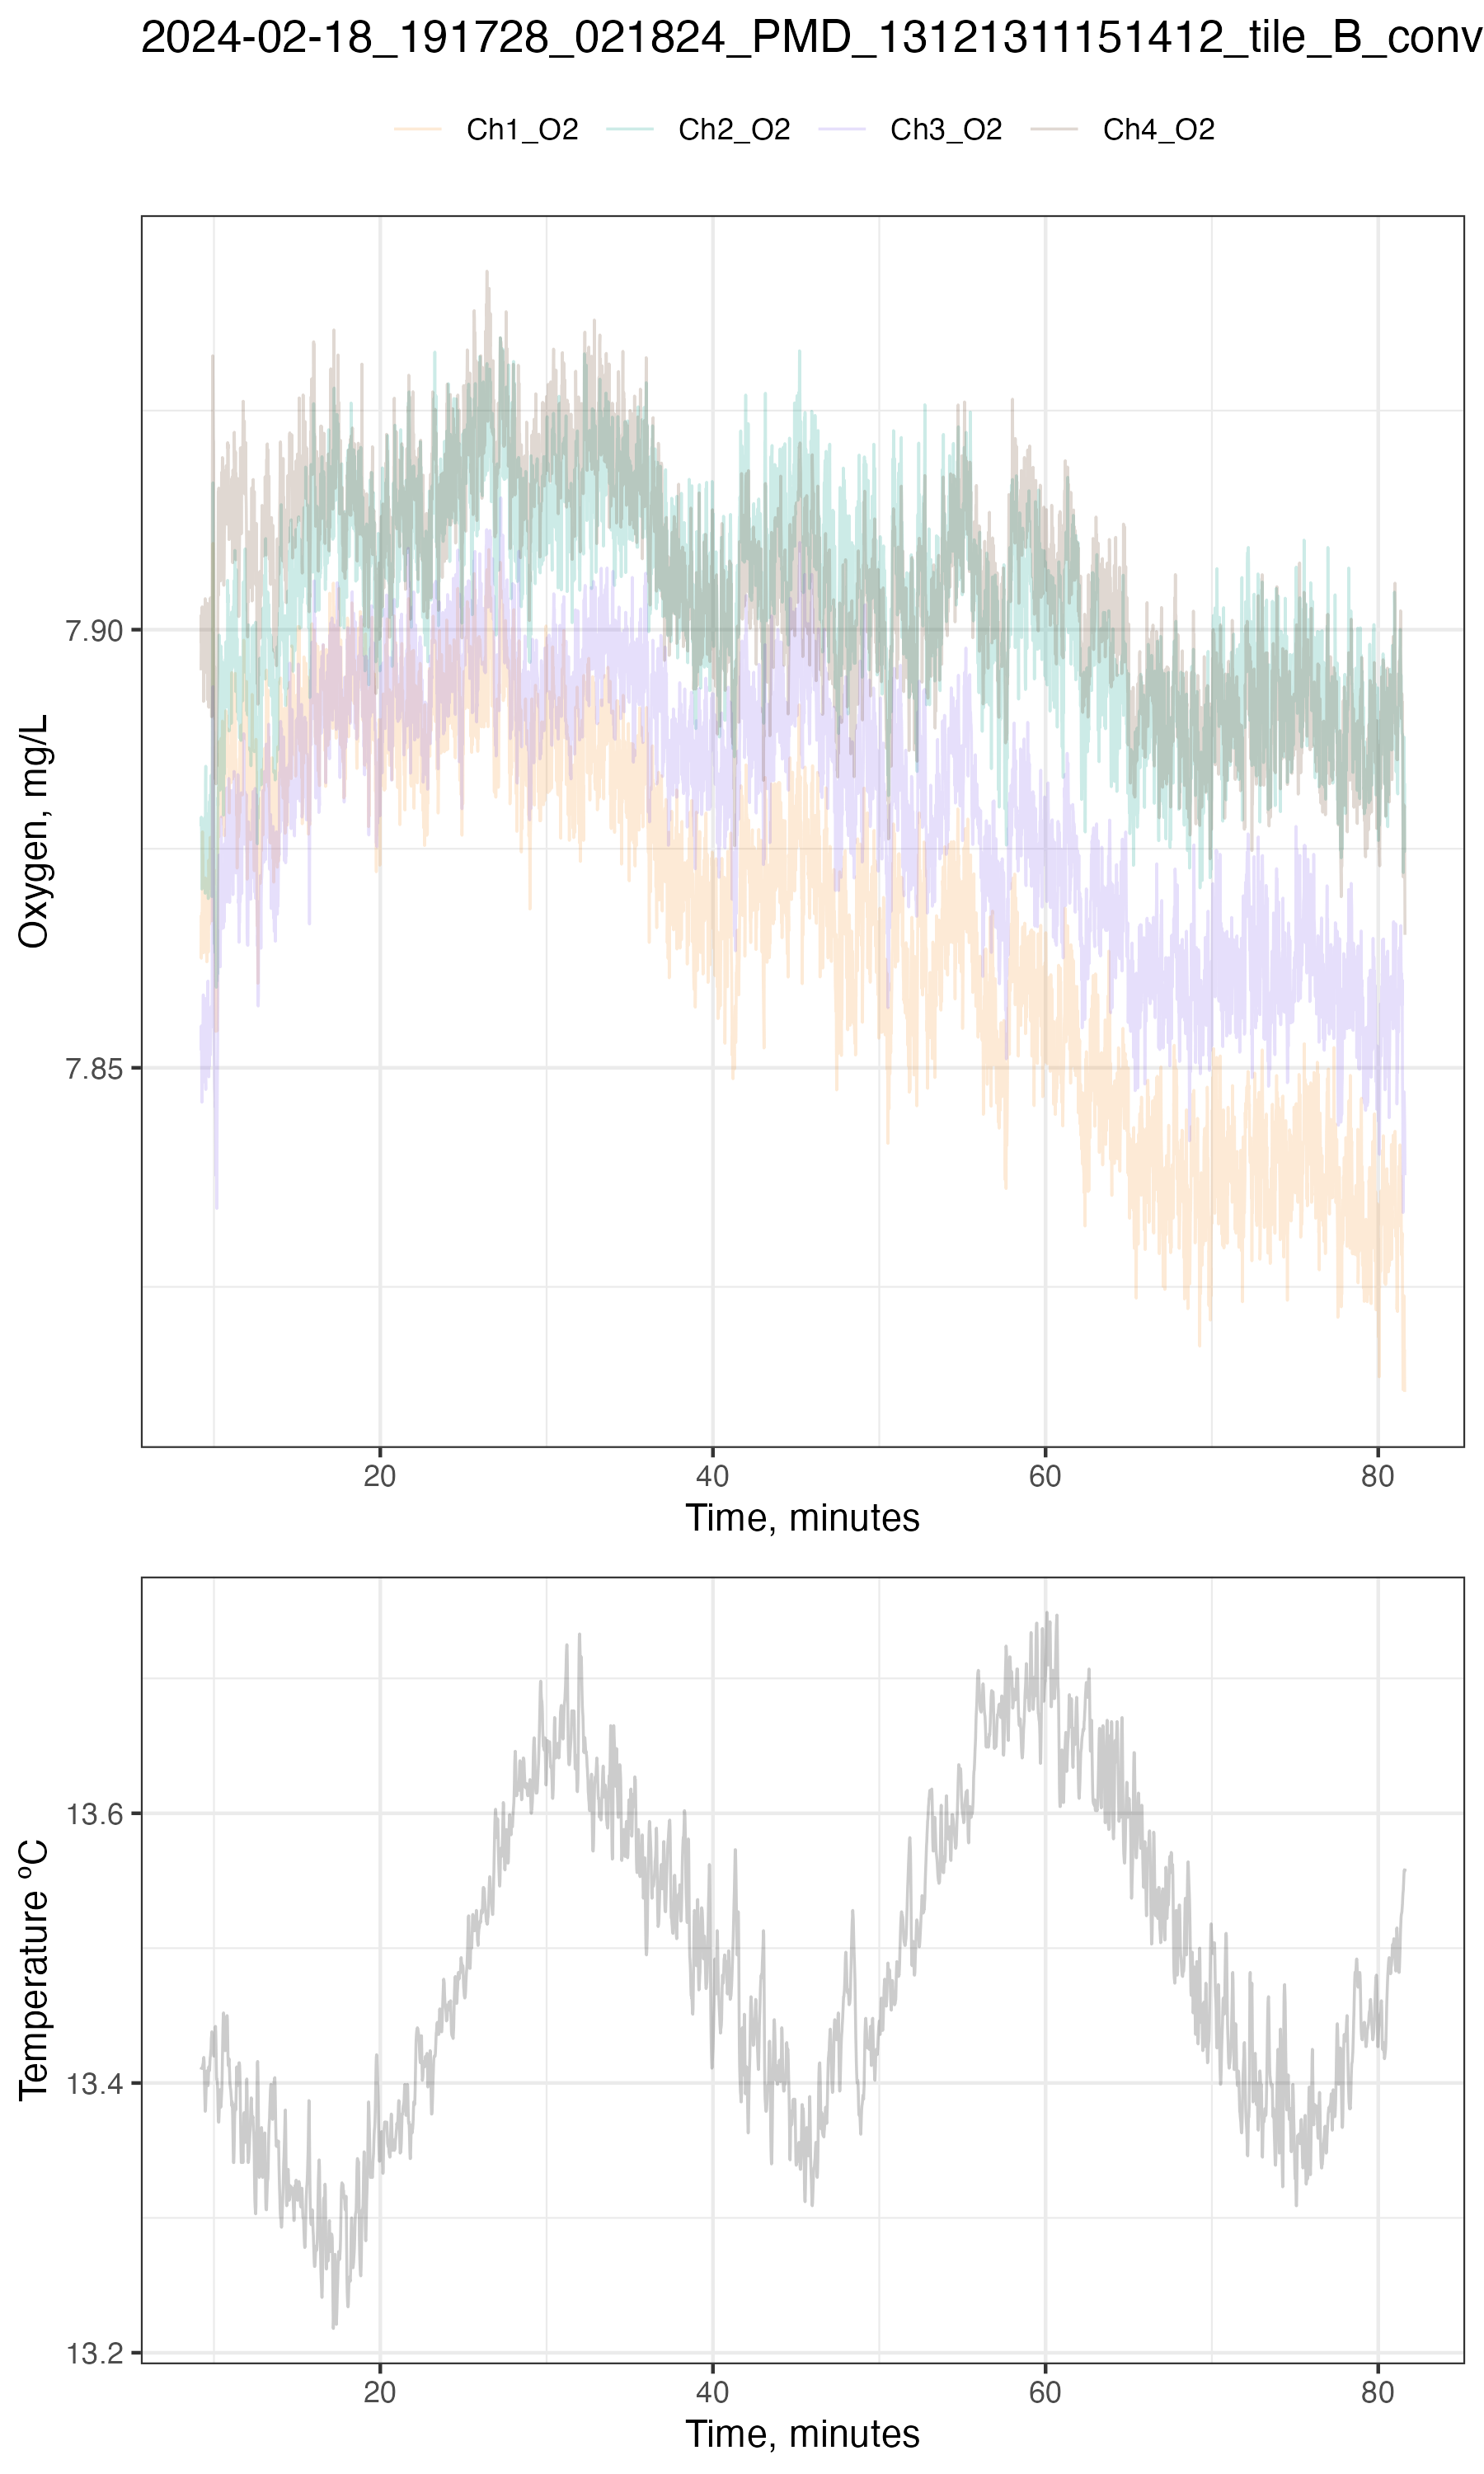 2024-02-18_191728_021824_PMD_13121311151412_tile_B_conv
Ch1_O2 Ch2_O2 Ch3_O2 Ch4_O2
Oxygen, mg/L
7.90
7.85
20 40 60 80
Time, minutes
Temperature ºC
13.6
13.4
13.2
20 40 60 80
Time, minutes